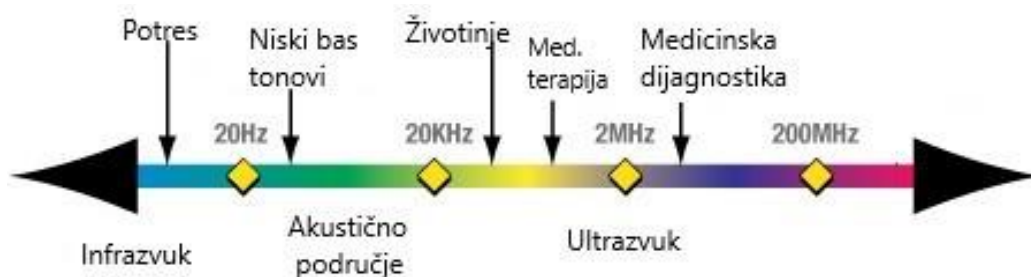 Potres
Niski bas
tonovi
Životinje
Med.
terapija
Medicinska
dijagnostika
20Hz
20KHz
2MHz
200MHz
Infrazvuk
Akustično
područje
Ultrazvuk